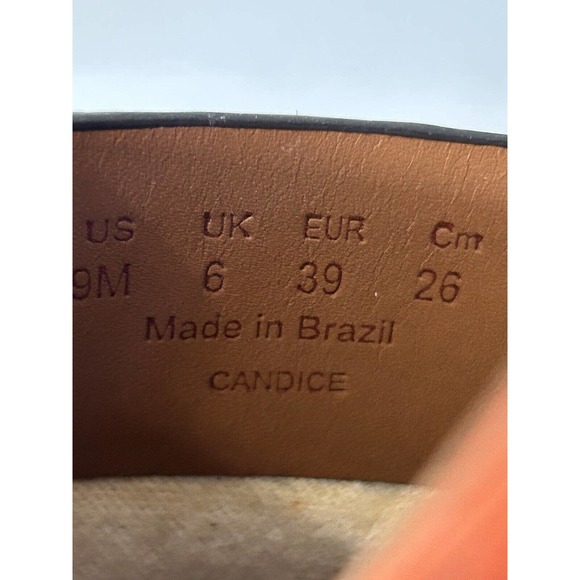 US UK EUR Cm
9M 6 39 26
Made in Brazil
CANDICE